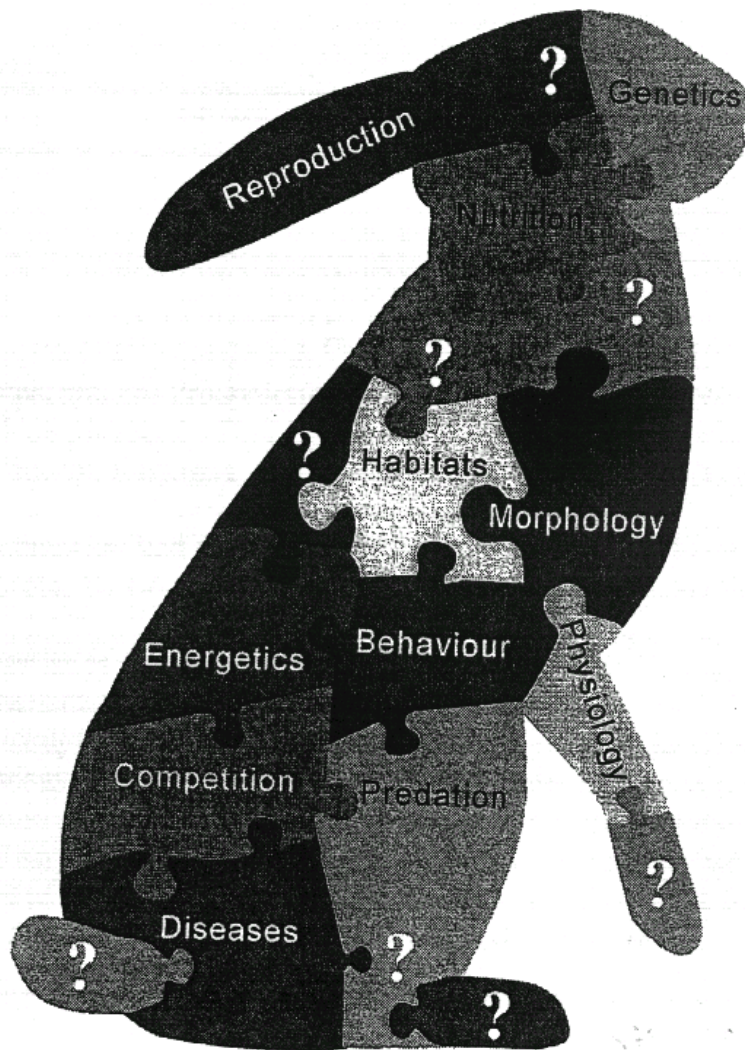 ?
Genetics
Reproduction
Nutrition
?
?
?
Habitats
Morphology
Energetics
Behaviour
Physiology
Competition
Predation
?
Diseases
?
?
?